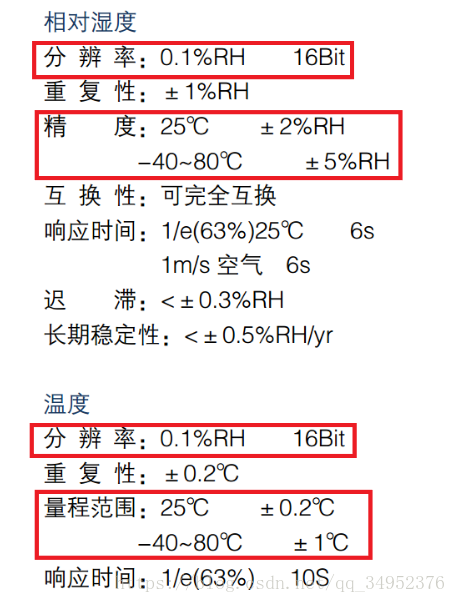 相对湿度
分 辨 率：0.1%RH 16Bit
重 复 性：±1%RH
精 度：25℃ ±2%RH
-40~80℃ ±5%RH
互 换 性：可完全互换
响应时间：1/e(63%)25℃ 6s
1m/s 空气 6s
迟 滞：<±0.3%RH
长期稳定性：<±0.5%RH/yr
温度
分 辨 率：0.1%RH 16Bit
重 复 性：±0.2℃
量程范围：25℃ ±0.2℃
-40~80℃ ±1℃
响应时间：1/e(63%) 10S
https://blog.csdn.net/qq_34952376